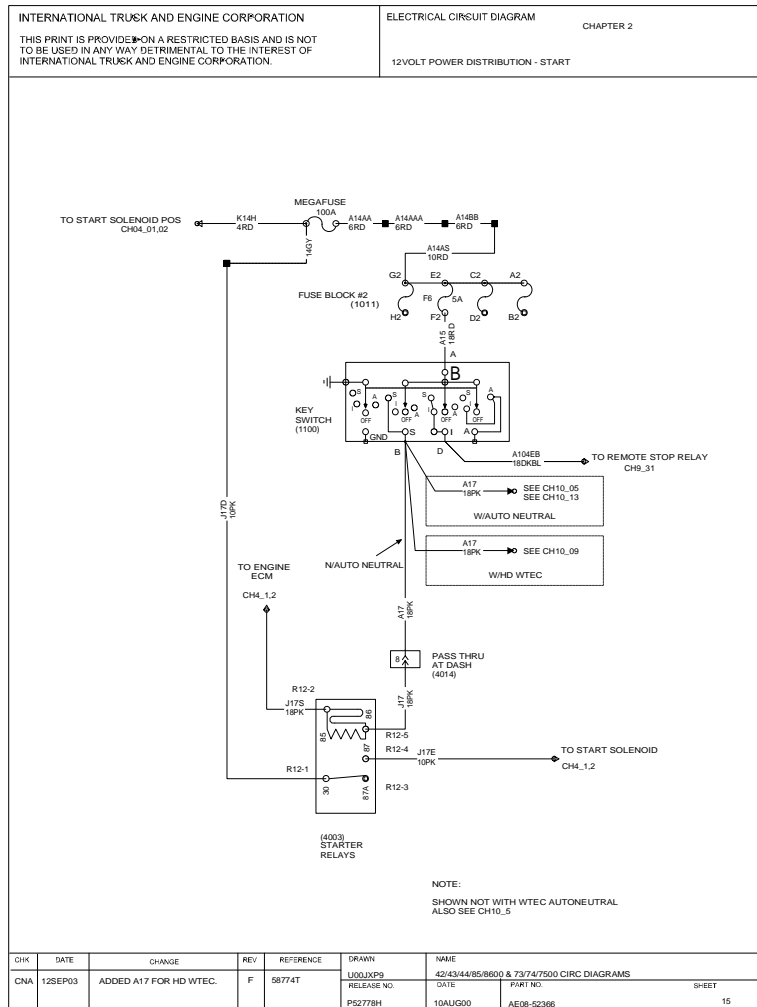 INTERNATIONAL TRUCK AND ENGINE CORPORATION
THIS PRINT IS PROVIDED ON A RESTRICTED BASIS AND IS NOT
TO BE USED IN ANY WAY DETRIMENTAL TO THE INTEREST OF
INTERNATIONAL TRUCK AND ENGINE CORPORATION.
ELECTRICAL CIRCUIT DIAGRAM
CHAPTER 2
12VOLT POWER DISTRIBUTION - START
MEGAFUSE
100A
TO START SOLENOID POS
CH04_01,02
K14H
4RD
A14AA
6RD
A14AAA
6RD
A14BB
6RD
14GY
A14AS
10RD
G2
E2
C2
A2
FUSE BLOCK #2
(1011)
F6
5A
H2
F2
D2
B2
A15
18RD
A
B
KEY
SWITCH
(1100)
S
I
A
OFF
S
I
A
OFF
S
I
A
OFF
S
I
A
OFF
GND
S
I
A
B
D
A104EB
18DKBL
TO REMOTE STOP RELAY
CH9_31
A17
18PK
SEE CH10_05
SEE CH10_13
W/AUTO NEUTRAL
A17
18PK
SEE CH10_09
W/HD WTEC
N/AUTO NEUTRAL
J17D
10PK
TO ENGINE
ECM
CH4_1,2
A17
18PK
8
PASS THRU
AT DASH
(4014)
J17
18PK
R12-2
J17S
18PK
86
85
87
R12-5
R12-4
J17E
10PK
TO START SOLENOID
CH4_1,2
R12-1
30
87A
R12-3
(4003)
STARTER
RELAYS
NOTE:
SHOWN NOT WITH WTEC AUTONEUTRAL
ALSO SEE CH10_5
CHK DATE CHANGE REV REFERENCE DRAWN NAME
CNA 12SEP03 ADDED A17 FOR HD WTEC. F 58774T U00JXP9 42/43/44/85/8600 & 73/74/7500 CIRC DIAGRAMS
RELEASE NO. DATE PART NO. SHEET
P52778H 10AUG00 AE08-52366 15